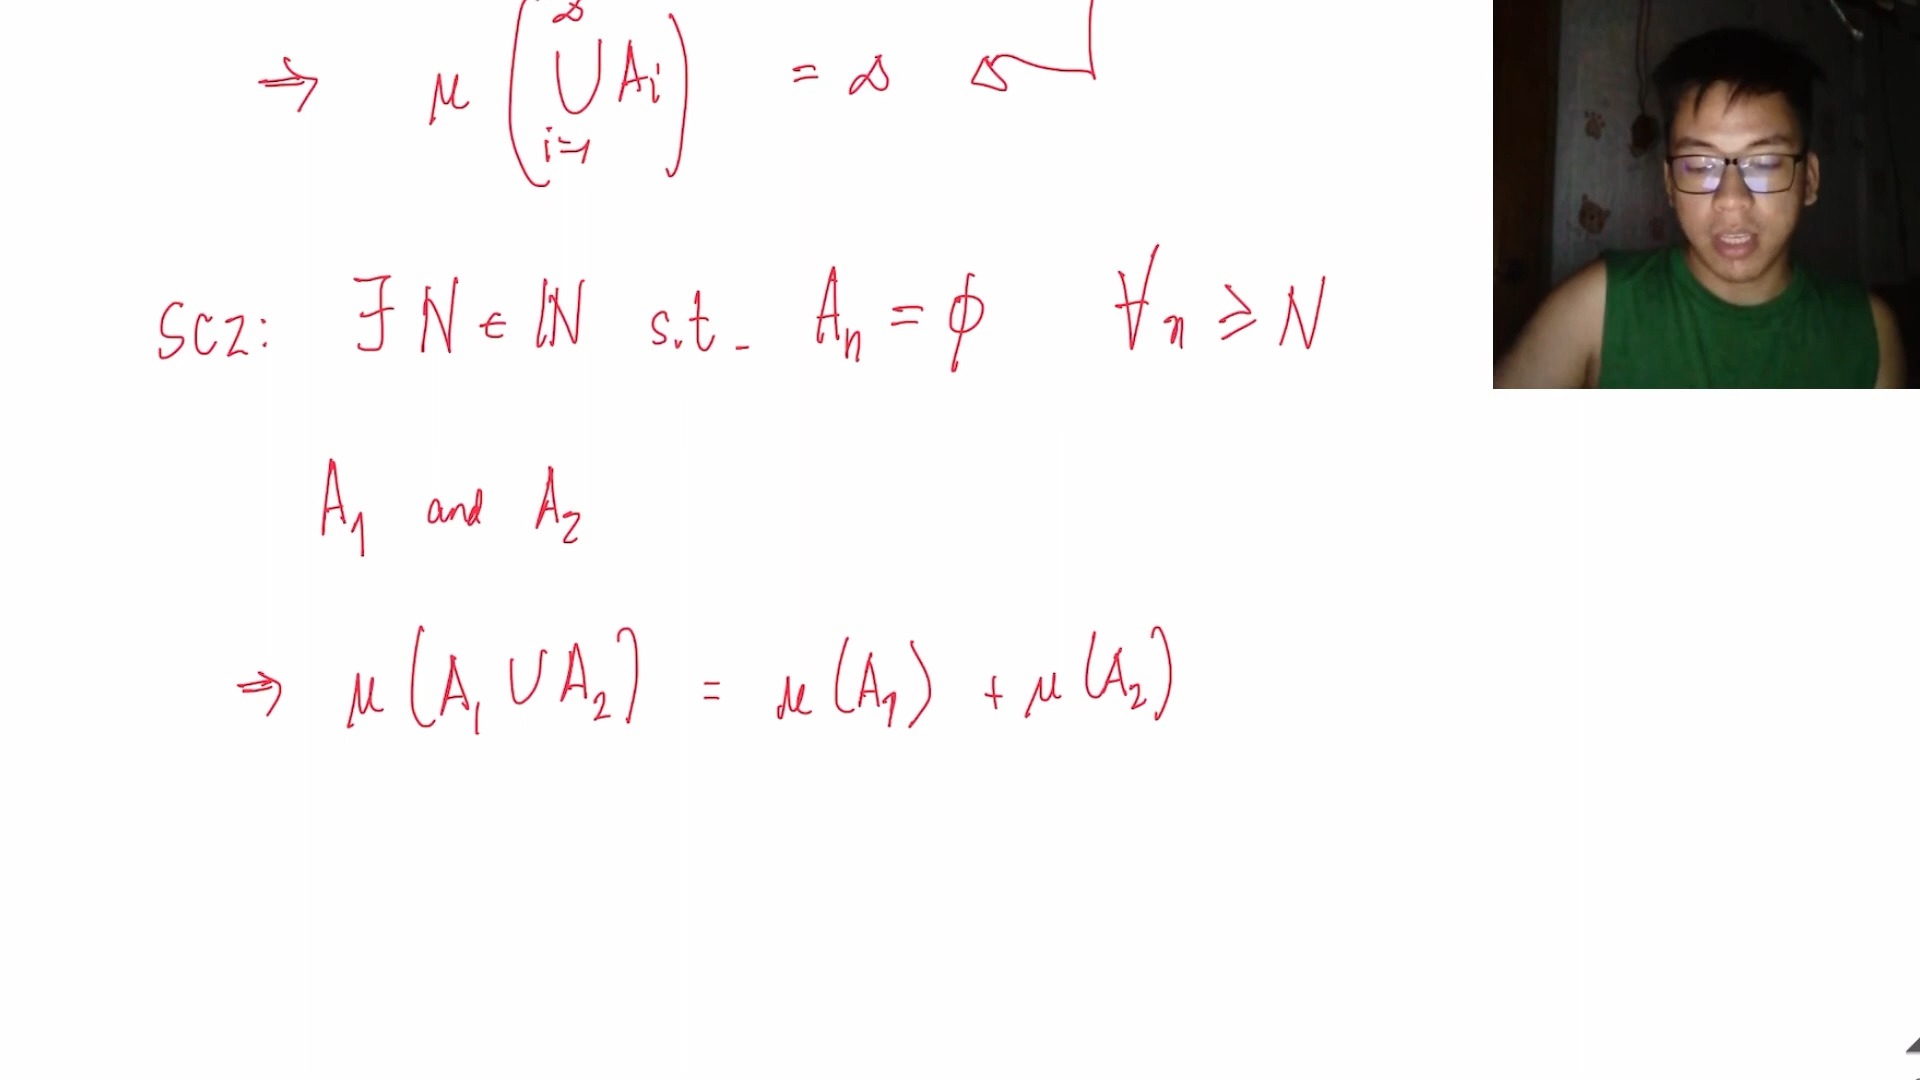 ⇒ μ ( ∞ ⋃ i=1 Ai ) = ∞
SC2: ∃ N ∈ ℕ s.t. An = ϕ ∀n ⩾ N
A1 and A2
⇒ μ (A1 ∪ A2) = μ (A1) + μ (A2)